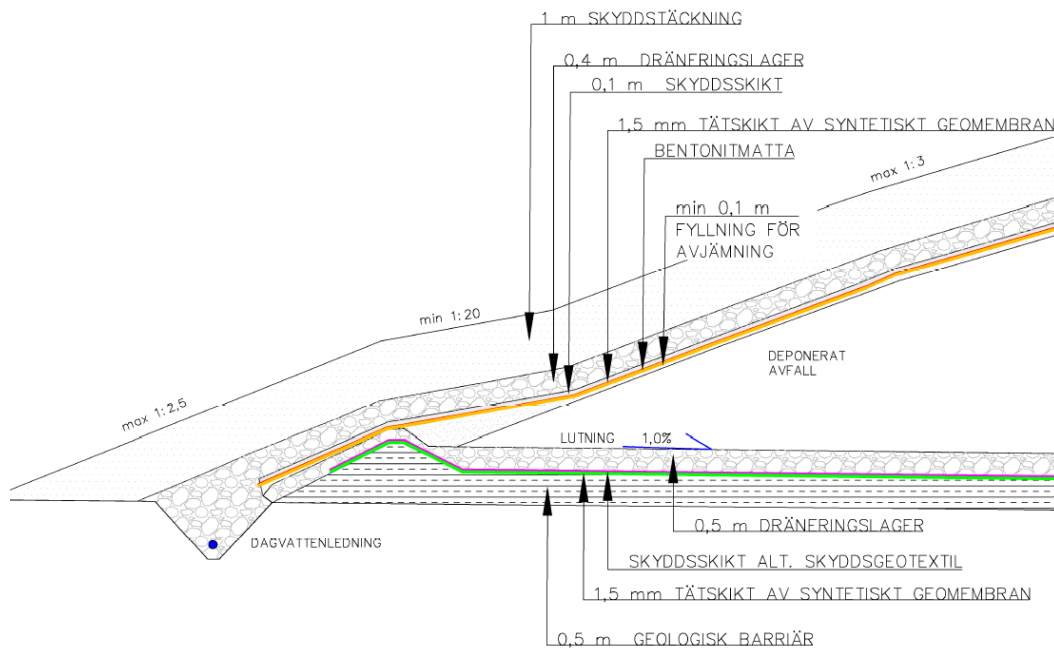 1 m SKYDDSTÄCKNING
0,4 m DRÄNERINGSLAGER
0,1 m SKYDDSSKIKT
1,5 mm TÄTSKIKT AV SYNTETISKT GEOMEMBRAN
BENTONITMATTA
max 1:3
min 0,1 m
FYLLNING FÖR
AVJÄMNING
min 1:20
DEPONERAT
AVFALL
max 1:2,5
LUTNING 1,0%
0,5 m DRÄNERINGSLAGER
DAGVATTENLEDNING
SKYDDSSKIKT ALT. SKYDDSGEOTEXTIL
1,5 mm TÄTSKIKT AV SYNTETISKT GEOMEMBRAN
0,5 m GEOLOGISK BARRIÄR